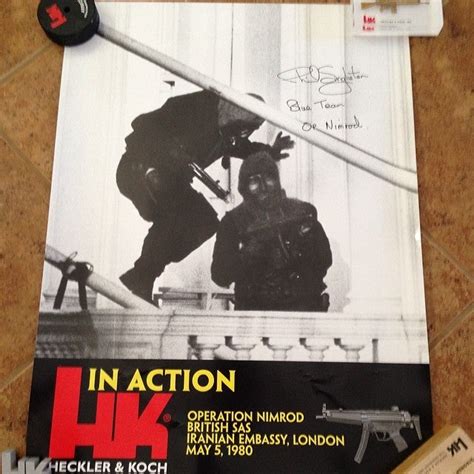 Blue Team
OP Nimrod
IN ACTION
HK®
HECKLER & KOCH
OPERATION NIMROD
BRITISH SAS
IRANIAN EMBASSY, LONDON
MAY 5, 1980